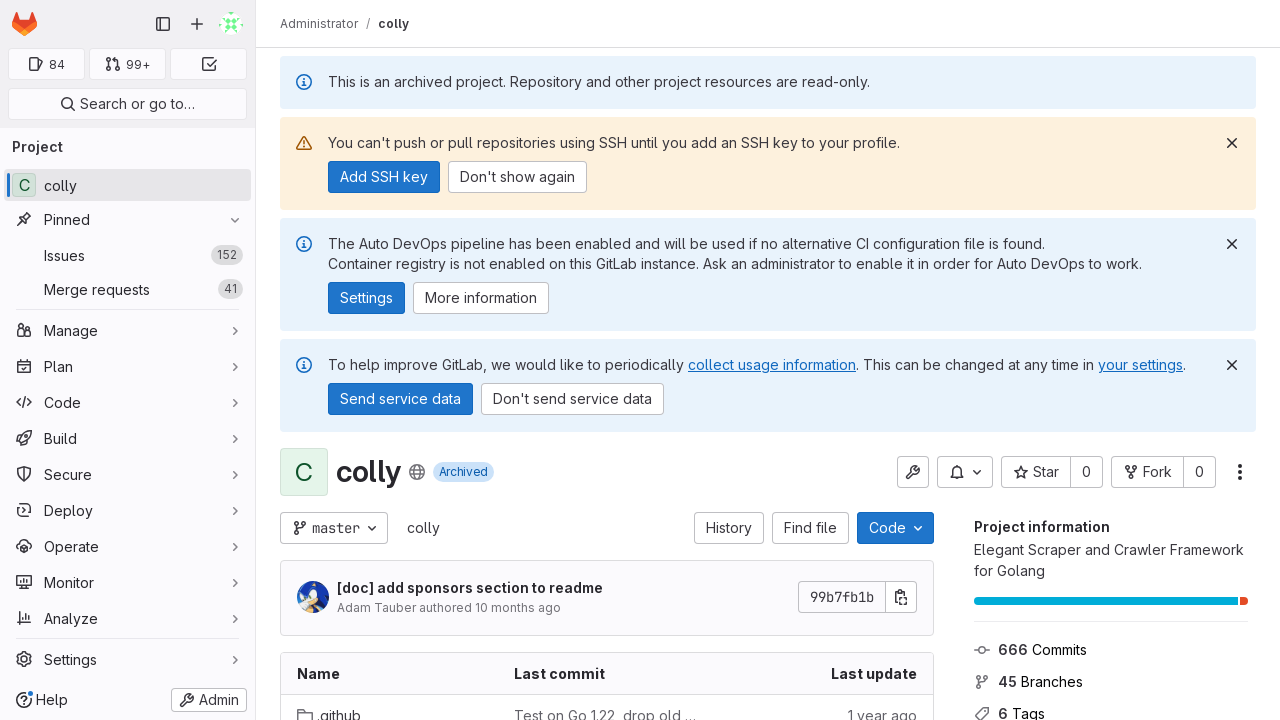 Administrator / colly
84
99+
Search or go to…
Project
C colly
Pinned
Issues 152
Merge requests 41
Manage
Plan
Code
Build
Secure
Deploy
Operate
Monitor
Analyze
Settings
Help
Admin
This is an archived project. Repository and other project resources are read-only.
You can't push or pull repositories using SSH until you add an SSH key to your profile.
Add SSH key
Don't show again
The Auto DevOps pipeline has been enabled and will be used if no alternative CI configuration file is found.
Container registry is not enabled on this GitLab instance. Ask an administrator to enable it in order for Auto DevOps to work.
Settings
More information
To help improve GitLab, we would like to periodically collect usage information. This can be changed at any time in your settings.
Send service data
Don't send service data
C
colly
Archived
Star 0
Fork 0
master
colly
History
Find file
Code
[doc] add sponsors section to readme
Adam Tauber authored 10 months ago
99b7fb1b
Name Last commit Last update
.github Test on Go 1.22, drop old … 1 year ago
Project information
Elegant Scraper and Crawler Framework
for Golang
666 Commits
45 Branches
6 Tags